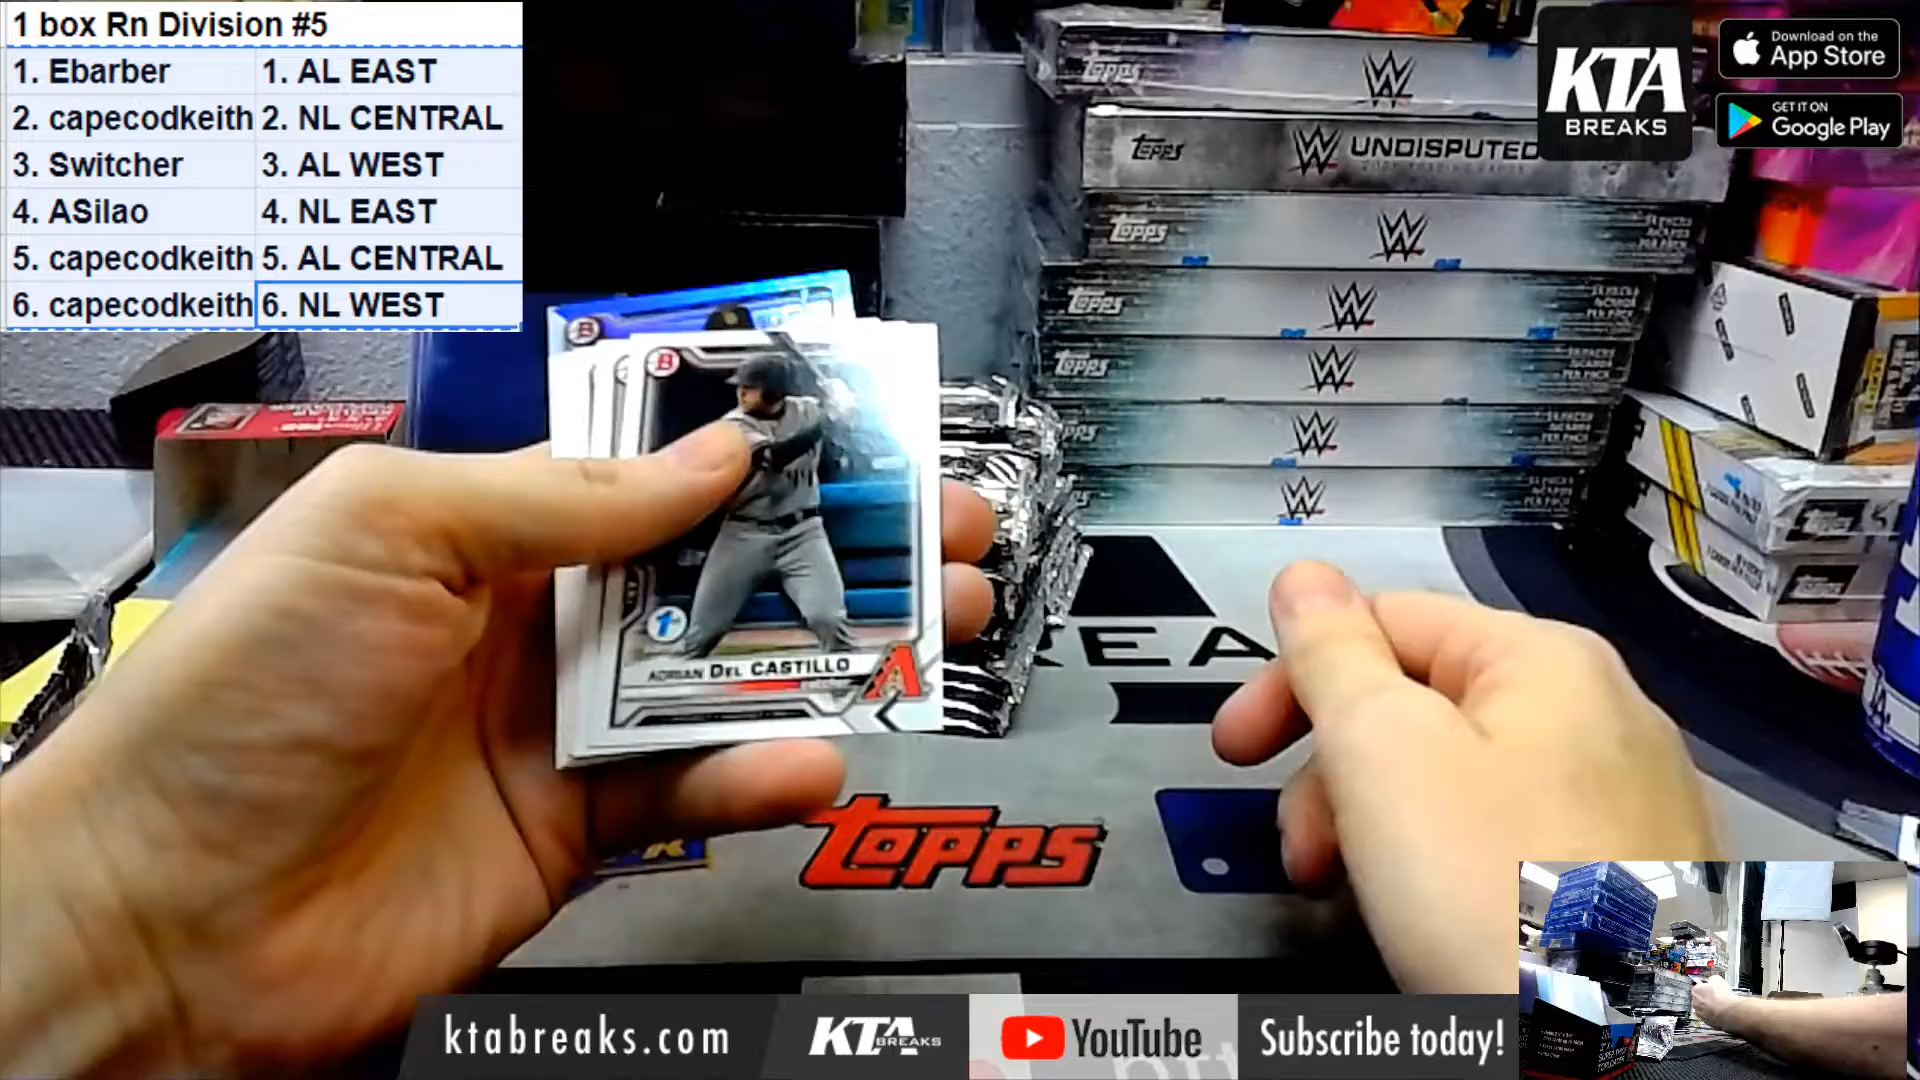 1 box Rn Division #5
1. Ebarber 1. AL EAST
2. capecodkeith 2. NL CENTRAL
3. Switcher 3. AL WEST
4. ASilao 4. NL EAST
5. capecodkeith 5. AL CENTRAL
6. capecodkeith 6. NL WEST
KTA
BREAKS
Download on the
App Store
GET IT ON
Google Play
Topps
Topps UNDISPUTED
Topps
Topps
Topps
1st
ADRIAN DEL CASTILLO
A
REA
Topps
ktabreaks.com
KTA BREAKS
YouTube
Subscribe today!